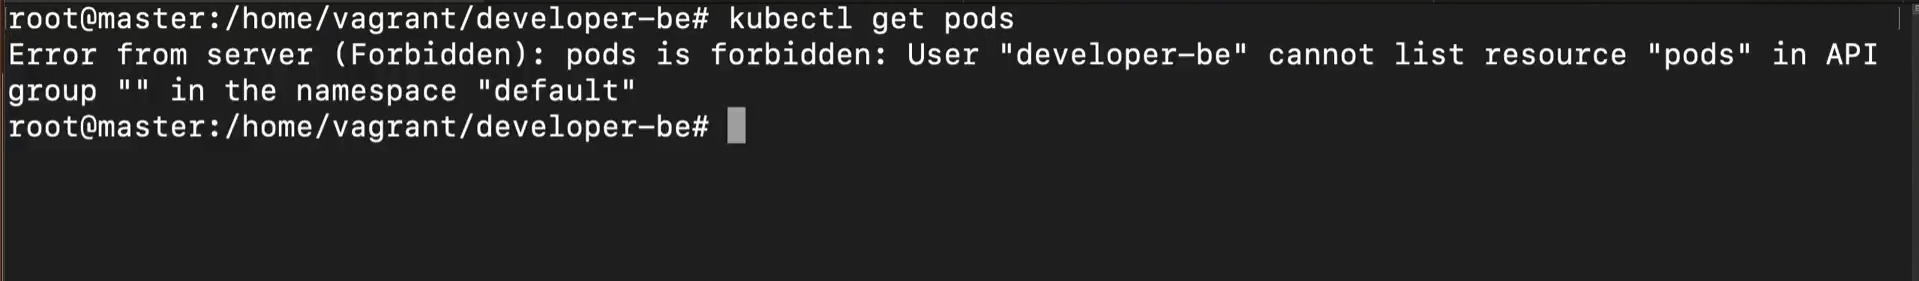 root@master:/home/vagrant/developer-be# kubectl get pods
Error from server (Forbidden): pods is forbidden: User "developer-be" cannot list resource "pods" in API
group "" in the namespace "default"
root@master:/home/vagrant/developer-be#